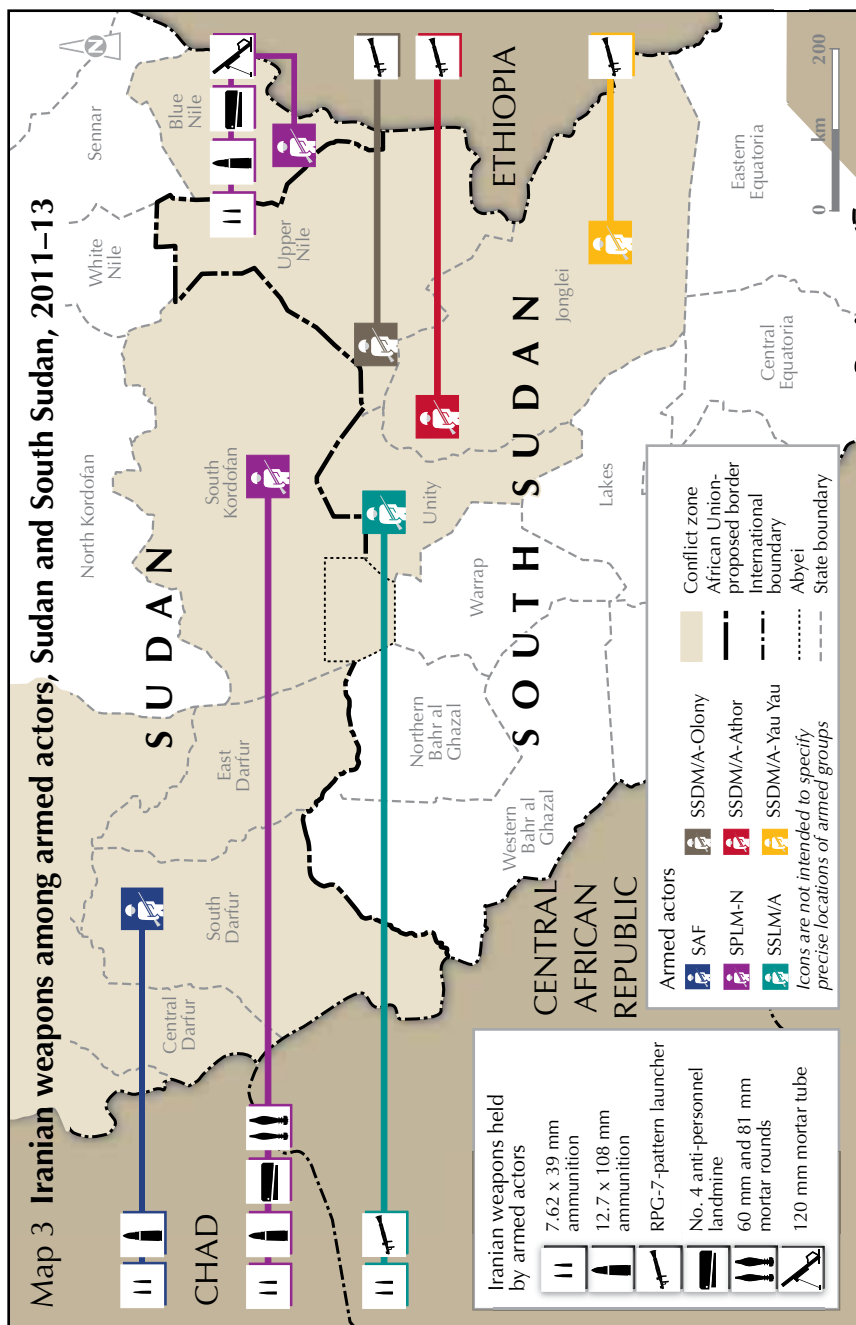 Map 3 Iranian weapons among armed actors, Sudan and South Sudan, 2011–13
N
Sennar
White
Nile
Blue
Nile
North Kordofan
SUDAN
South
Kordofan
Upper
Nile
East
Darfur
South
Darfur
Central
Darfur
CHAD
Unity
ETHIOPIA
Northern
Bahr al
Ghazal
Warrap
Western
Bahr al
Ghazal
SOUTH SUDAN
Jonglei
Lakes
CENTRAL
AFRICAN
REPUBLIC
Central
Equatoria
Eastern
Equatoria
0 km 200
Iranian weapons held
by armed actors
7.62 x 39 mm
ammunition
12.7 x 108 mm
ammunition
RPG-7-pattern launcher
No. 4 anti-personnel
landmine
60 mm and 81 mm
mortar rounds
120 mm mortar tube
Armed actors
SAF
SPLM-N
SSLM/A
SSDM/A-Olony
SSDM/A-Athor
SSDM/A-Yau Yau
Icons are not intended to specify
precise locations of armed groups
Conflict zone
African Union-
proposed border
International
boundary
Abyei
State boundary